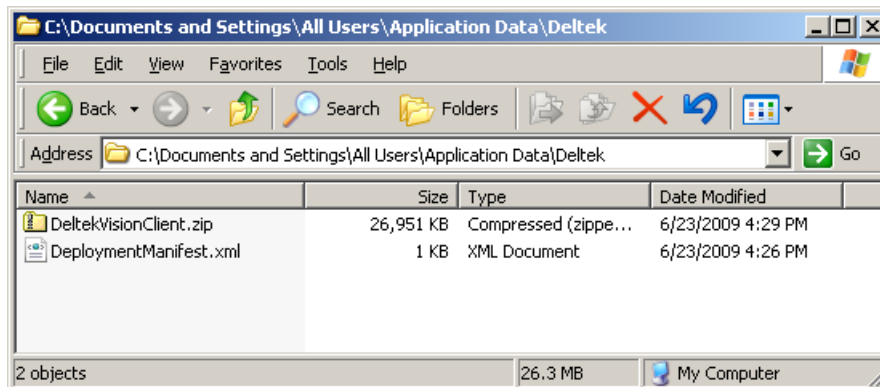 C:\Documents and Settings\All Users\Application Data\Deltek
File Edit View Favorites Tools Help
Back Search Folders
Address C:\Documents and Settings\All Users\Application Data\Deltek Go
Name Size Type Date Modified
DeltekVisionClient.zip 26,951 KB Compressed (zippe... 6/23/2009 4:29 PM
DeploymentManifest.xml 1 KB XML Document 6/23/2009 4:26 PM
2 objects 26.3 MB My Computer